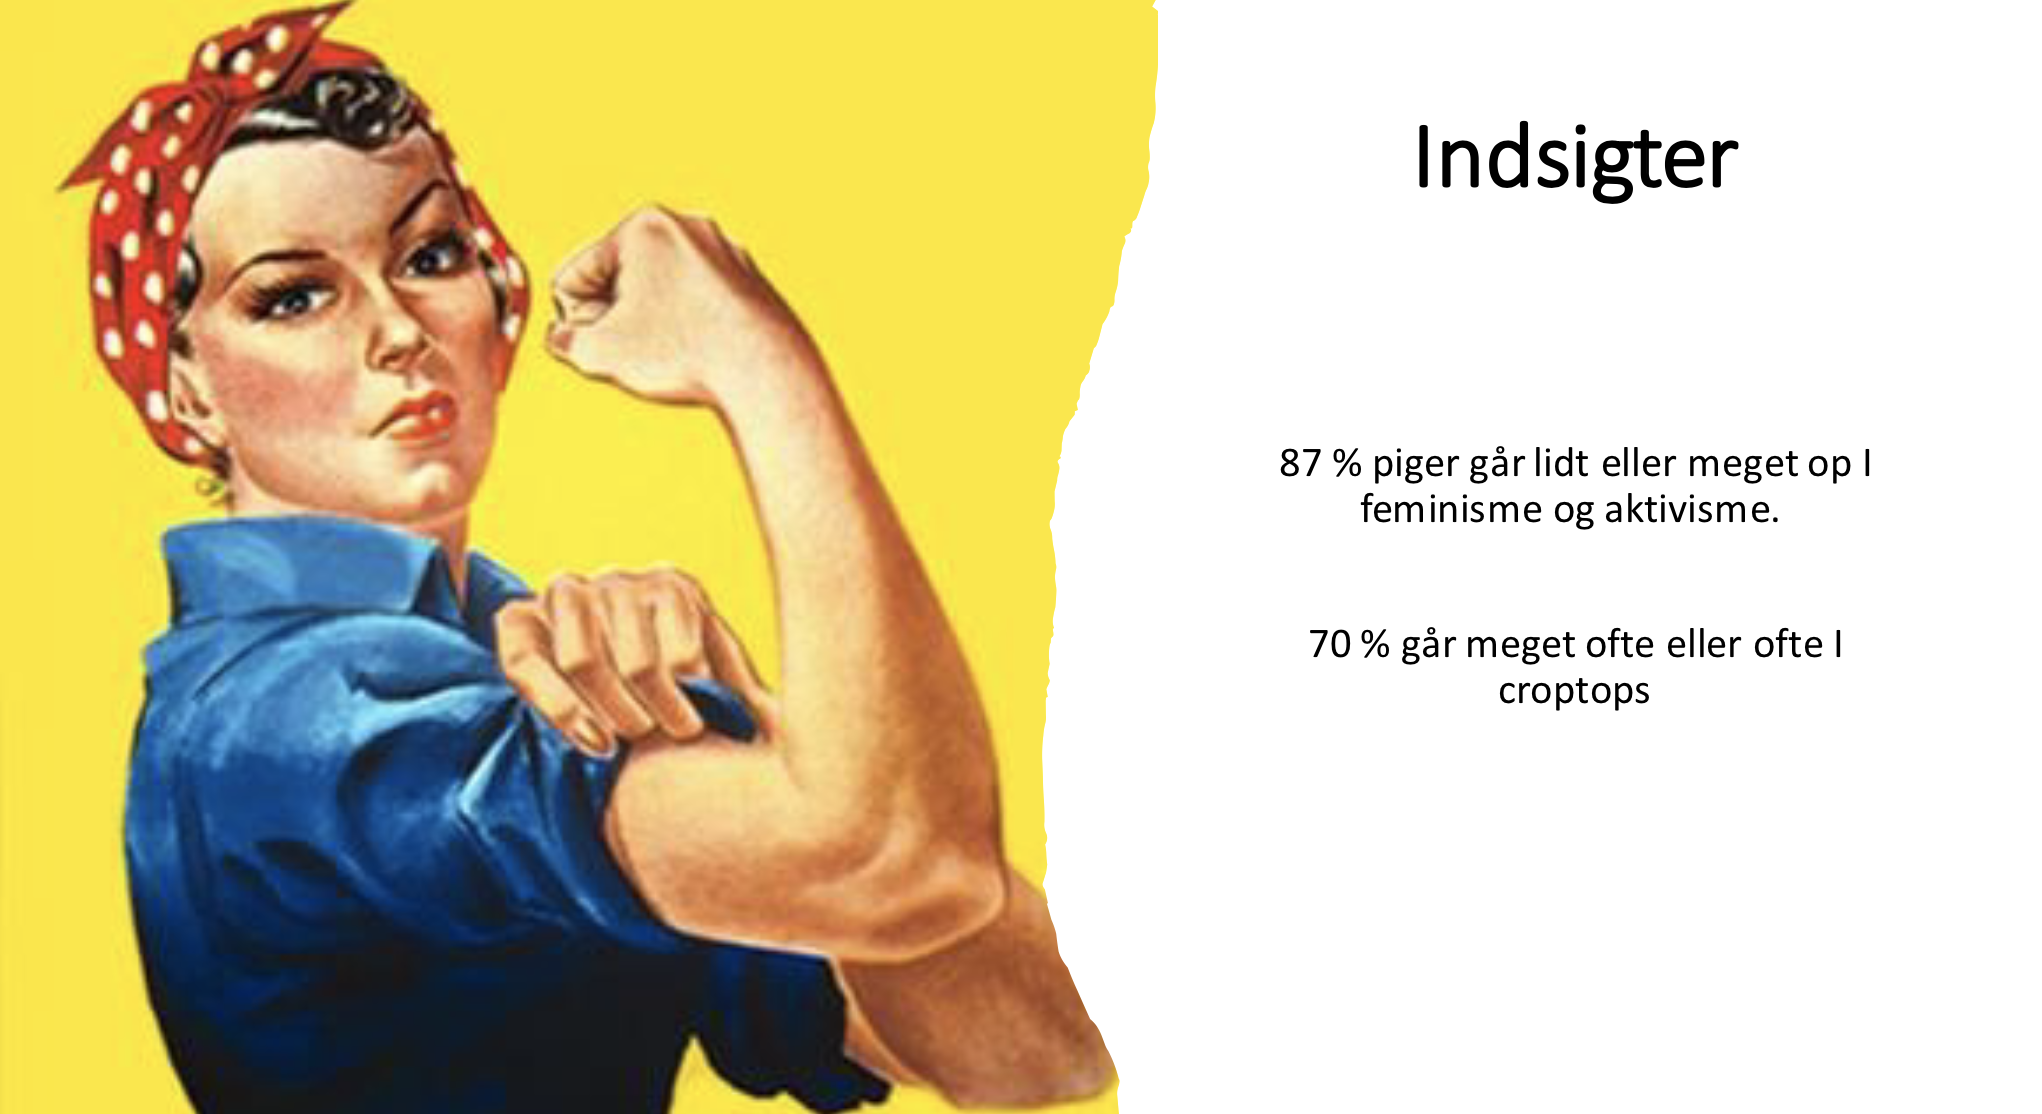 Indsigter
87 % piger går lidt eller meget op I
feminisme og aktivisme.
70 % går meget ofte eller ofte I
croptops